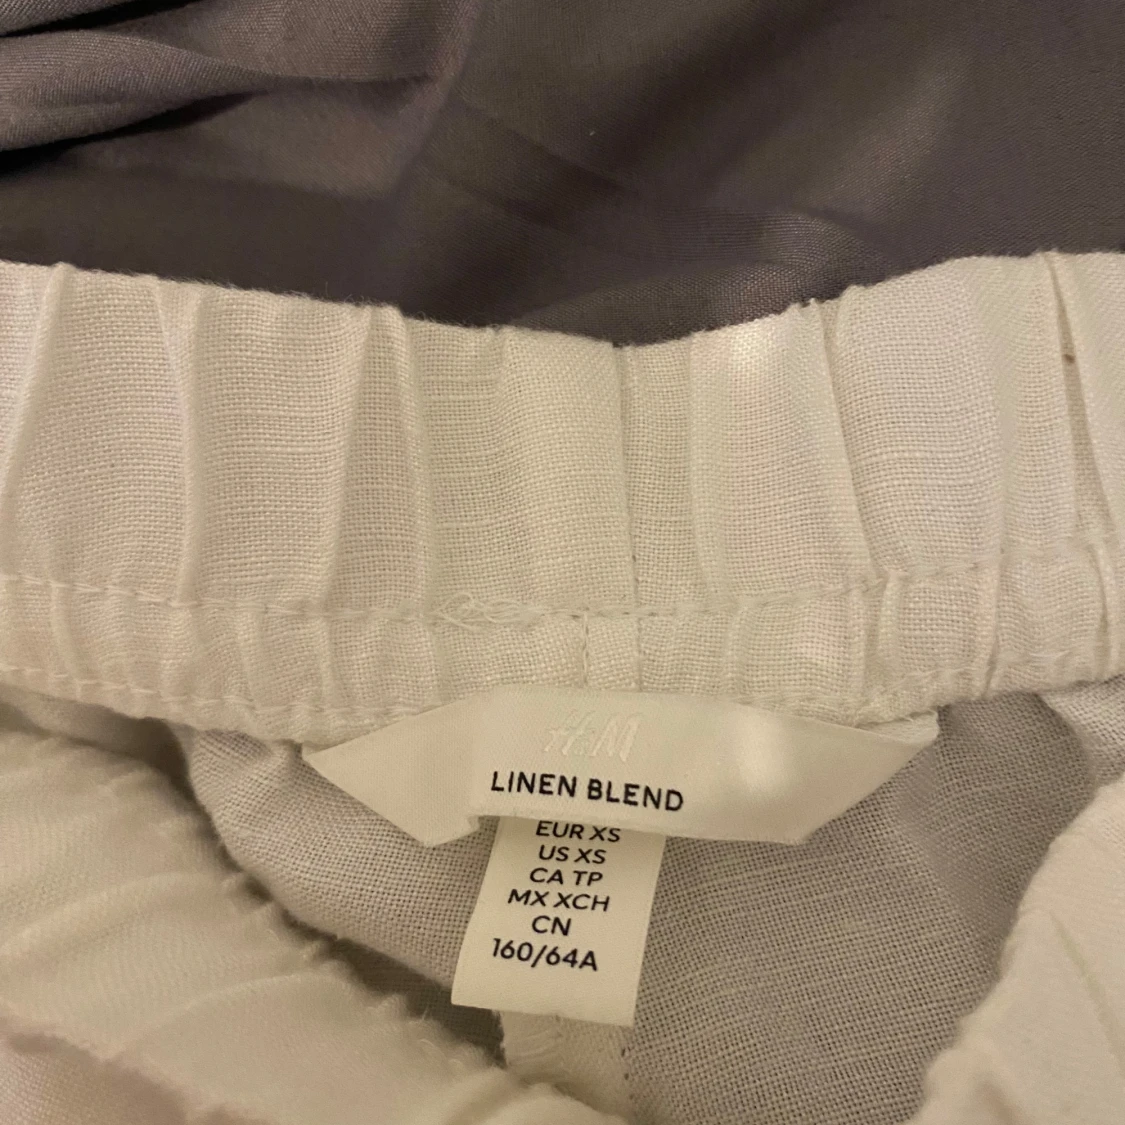 H&M
LINEN BLEND
EUR XS
US XS
CA TP
MX XCH
CN
160/64A